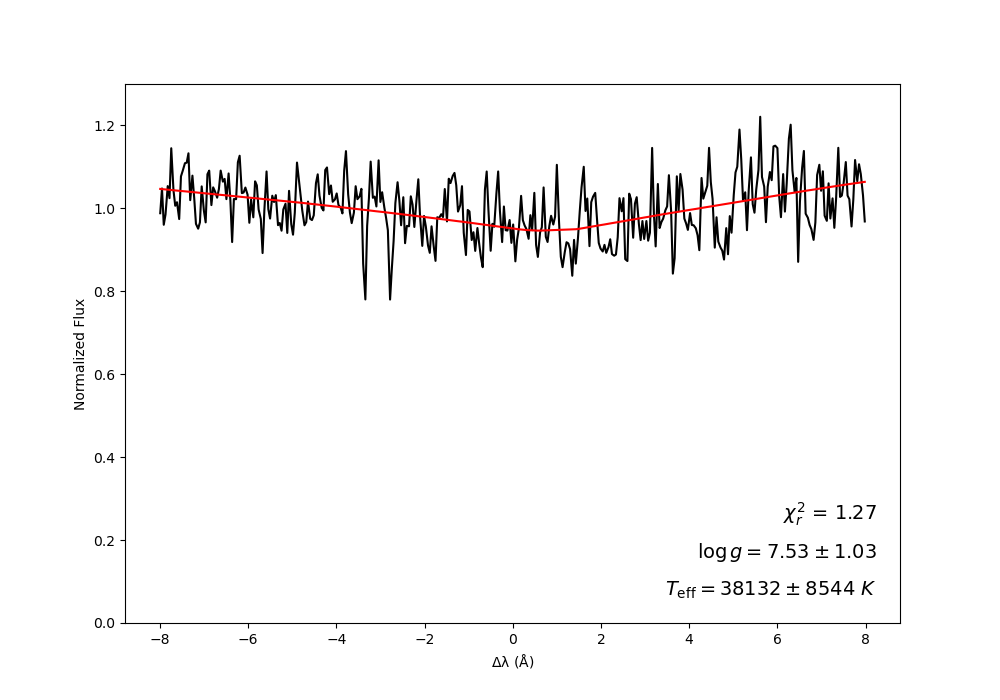 1.2
1.0
0.8
0.6
0.4
0.2
0.0
Normalized Flux
χ²ᵣ = 1.27
log g = 7.53 ± 1.03
T_eff = 38132 ± 8544 K
−8 −6 −4 −2 0 2 4 6 8
Δλ (Å)